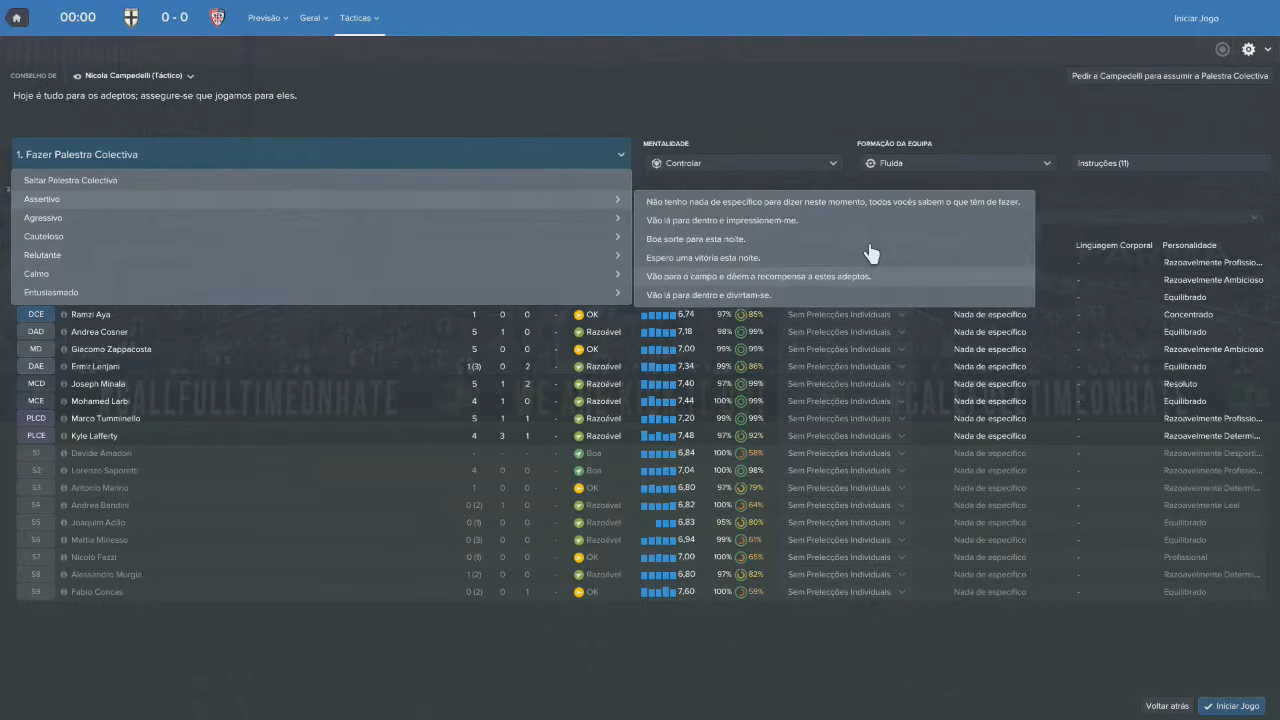 00:00 0 - 0 Previsão Geral Tácticas Iniciar Jogo
CONSELHO DE Nicola Campedelli (Táctico) Pedir a Campedelli para assumir a Palestra Colectiva
Hoje é tudo para os adeptos; assegure-se que jogamos para eles.
MENTALIDADE FORMAÇÃO DA EQUIPA
1. Fazer Palestra Colectiva Controlar Fluida Instruções (11)
Saltar Palestra Colectiva
Assertivo
Agressivo
Cauteloso
Relutante
Calmo
Entusiasmado
Não tenho nada de específico para dizer neste momento, todos vocês sabem o que têm de fazer.
Vão lá para dentro e impressionem-me.
Boa sorte para esta noite.
Espero uma vitória esta noite.
Vão para o campo e dêem a recompensa a estes adeptos.
Vão lá para dentro e divirtam-se.
Linguagem Corporal Personalidade
- Razoavelmente Profissio...
- Razoavelmente Ambicioso
- Equilibrado
DCE Ramzi Aya 1 0 0 - OK 6,74 97% 85% Sem Prelecções Individuais Nada de específico - Concentrado
DAD Andrea Cosner 5 1 0 - Razoável 7,18 98% 99% Sem Prelecções Individuais Nada de específico - Equilibrado
MD Giacomo Zappacosta 5 0 0 - OK 7,00 99% 99% Sem Prelecções Individuais Nada de específico - Razoavelmente Ambicioso
DAE Ermir Lenjani 1 (3) 0 2 - Razoável 7,34 99% 86% Sem Prelecções Individuais Nada de específico - Equilibrado
MCD Joseph Minala 5 1 2 - Razoável 7,40 97% 99% Sem Prelecções Individuais Nada de específico - Resoluto
MCE Mohamed Larbi 4 1 0 - Razoável 7,44 100% 99% Sem Prelecções Individuais Nada de específico - Equilibrado
PLCD Marco Tumminello 5 1 1 - Razoável 7,20 99% 99% Sem Prelecções Individuais Nada de específico - Razoavelmente Profissio...
PLCE Kyle Lafferty 4 3 1 - Razoável 7,48 97% 92% Sem Prelecções Individuais Nada de específico - Razoavelmente Determi...
S1 Davide Amadon - - - - Boa 6,84 100% 58% Sem Prelecções Individuais Nada de específico - Razoavelmente Desporti...
S2 Lorenzo Saporetti 4 0 0 - Boa 7,04 100% 98% Sem Prelecções Individuais Nada de específico - Razoavelmente Profissio...
S3 Antonio Marino 1 0 0 - OK 6,80 97% 79% Sem Prelecções Individuais Nada de específico - Razoavelmente Determi...
S4 Andrea Bandini 0 (2) 1 0 - Razoável 6,82 100% 64% Sem Prelecções Individuais Nada de específico - Razoavelmente Leal
S5 Joaquim Adão 0 (1) 0 0 - Razoável 6,83 95% 80% Sem Prelecções Individuais Nada de específico - Equilibrado
S6 Mattia Minesso 0 (3) 0 0 - Razoável 6,94 99% 61% Sem Prelecções Individuais Nada de específico - Equilibrado
S7 Nicolò Fazzi 0 (1) 0 0 - OK 7,00 100% 65% Sem Prelecções Individuais Nada de específico - Profissional
S8 Alessandro Murgia 1 (2) 0 0 - Razoável 6,80 97% 82% Sem Prelecções Individuais Nada de específico - Razoavelmente Determi...
S9 Fabio Concas 0 (2) 0 1 - OK 7,60 100% 59% Sem Prelecções Individuais Nada de específico - Equilibrado
Voltar atrás Iniciar Jogo